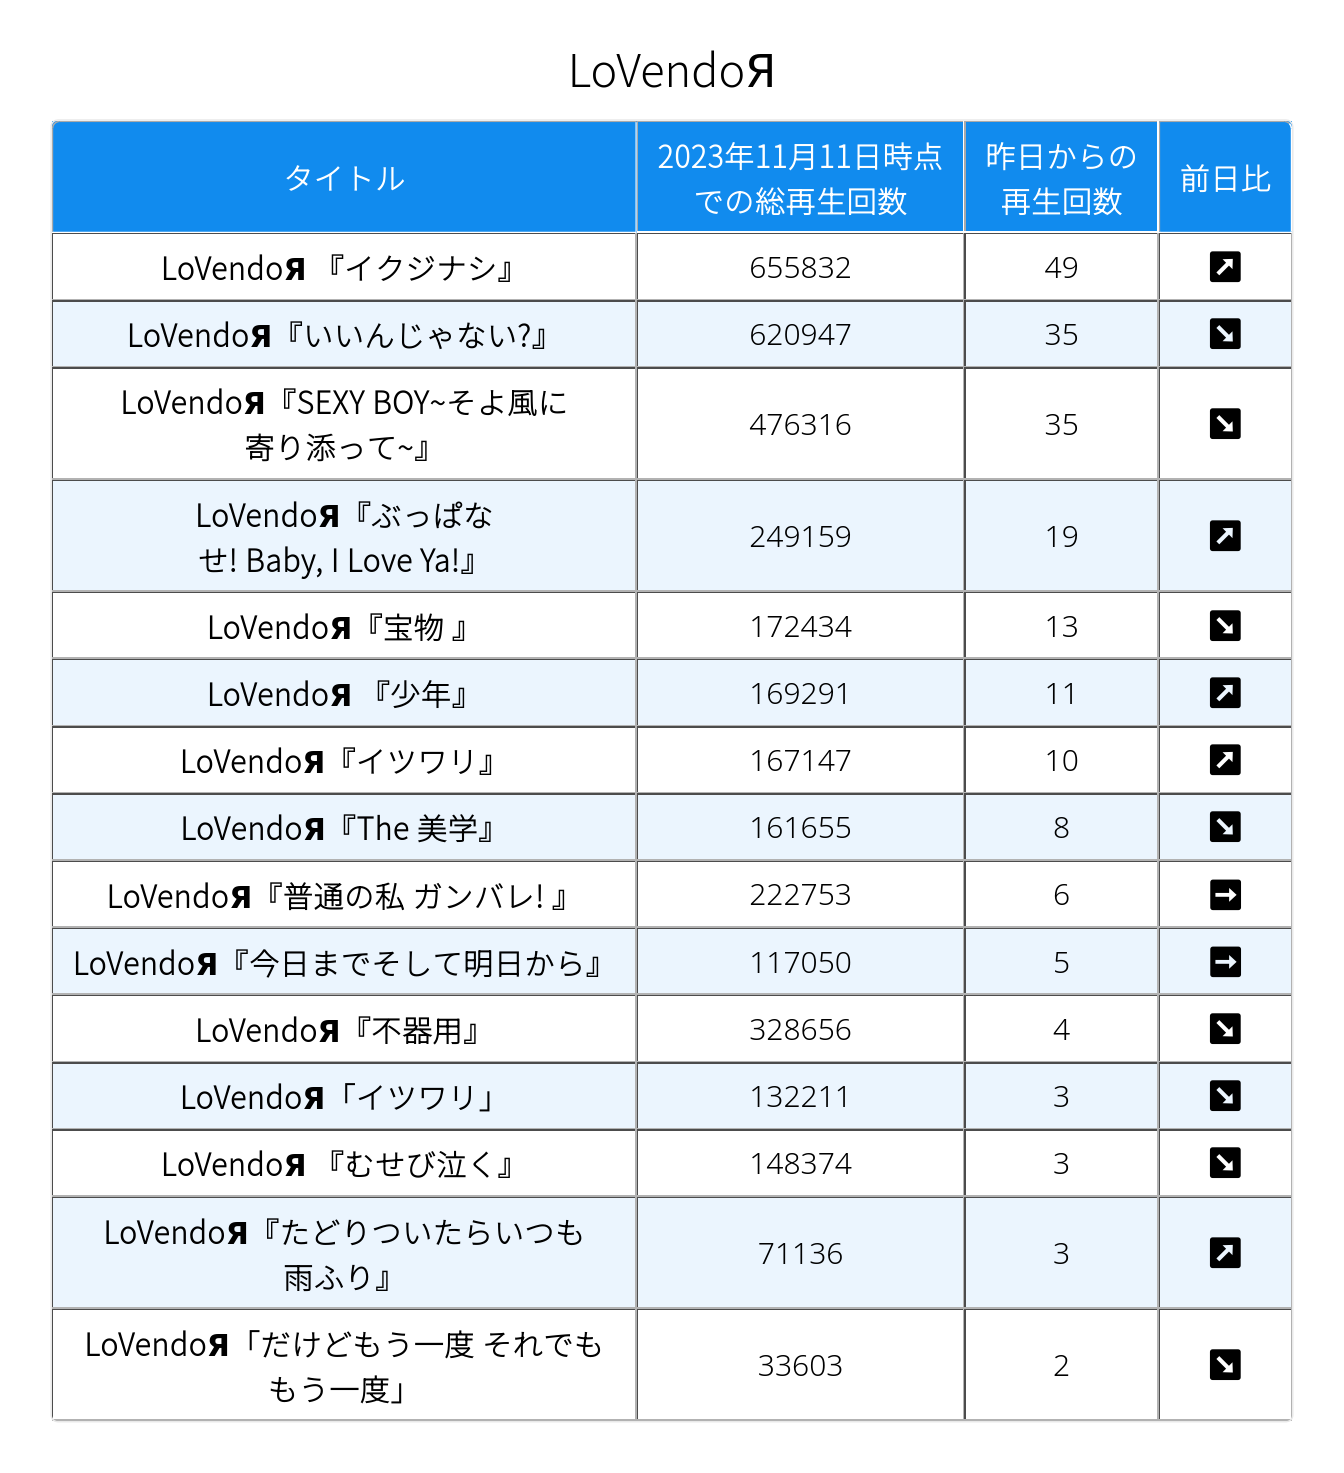 LoVendoЯ
タイトル
2023年11月11日時点
での総再生回数
昨日からの
再生回数
前日比
LoVendoЯ 『イクジナシ』 655832 49 ↗
LoVendoЯ『いいんじゃない?』 620947 35 ↘
LoVendoЯ『SEXY BOY~そよ風に
寄り添って~』 476316 35 ↘
LoVendoЯ『ぶっぱな
せ! Baby, I Love Ya!』 249159 19 ↗
LoVendoЯ『宝物 』 172434 13 ↘
LoVendoЯ 『少年』 169291 11 ↗
LoVendoЯ『イツワリ』 167147 10 ↗
LoVendoЯ『The 美学』 161655 8 ↘
LoVendoЯ『普通の私 ガンバレ! 』 222753 6 →
LoVendoЯ『今日までそして明日から』 117050 5 →
LoVendoЯ『不器用』 328656 4 ↘
LoVendoЯ「イツワリ」 132211 3 ↘
LoVendoЯ 『むせび泣く』 148374 3 ↘
LoVendoЯ『たどりついたらいつも
雨ふり』 71136 3 ↗
LoVendoЯ「だけどもう一度 それでも
もう一度」 33603 2 ↘